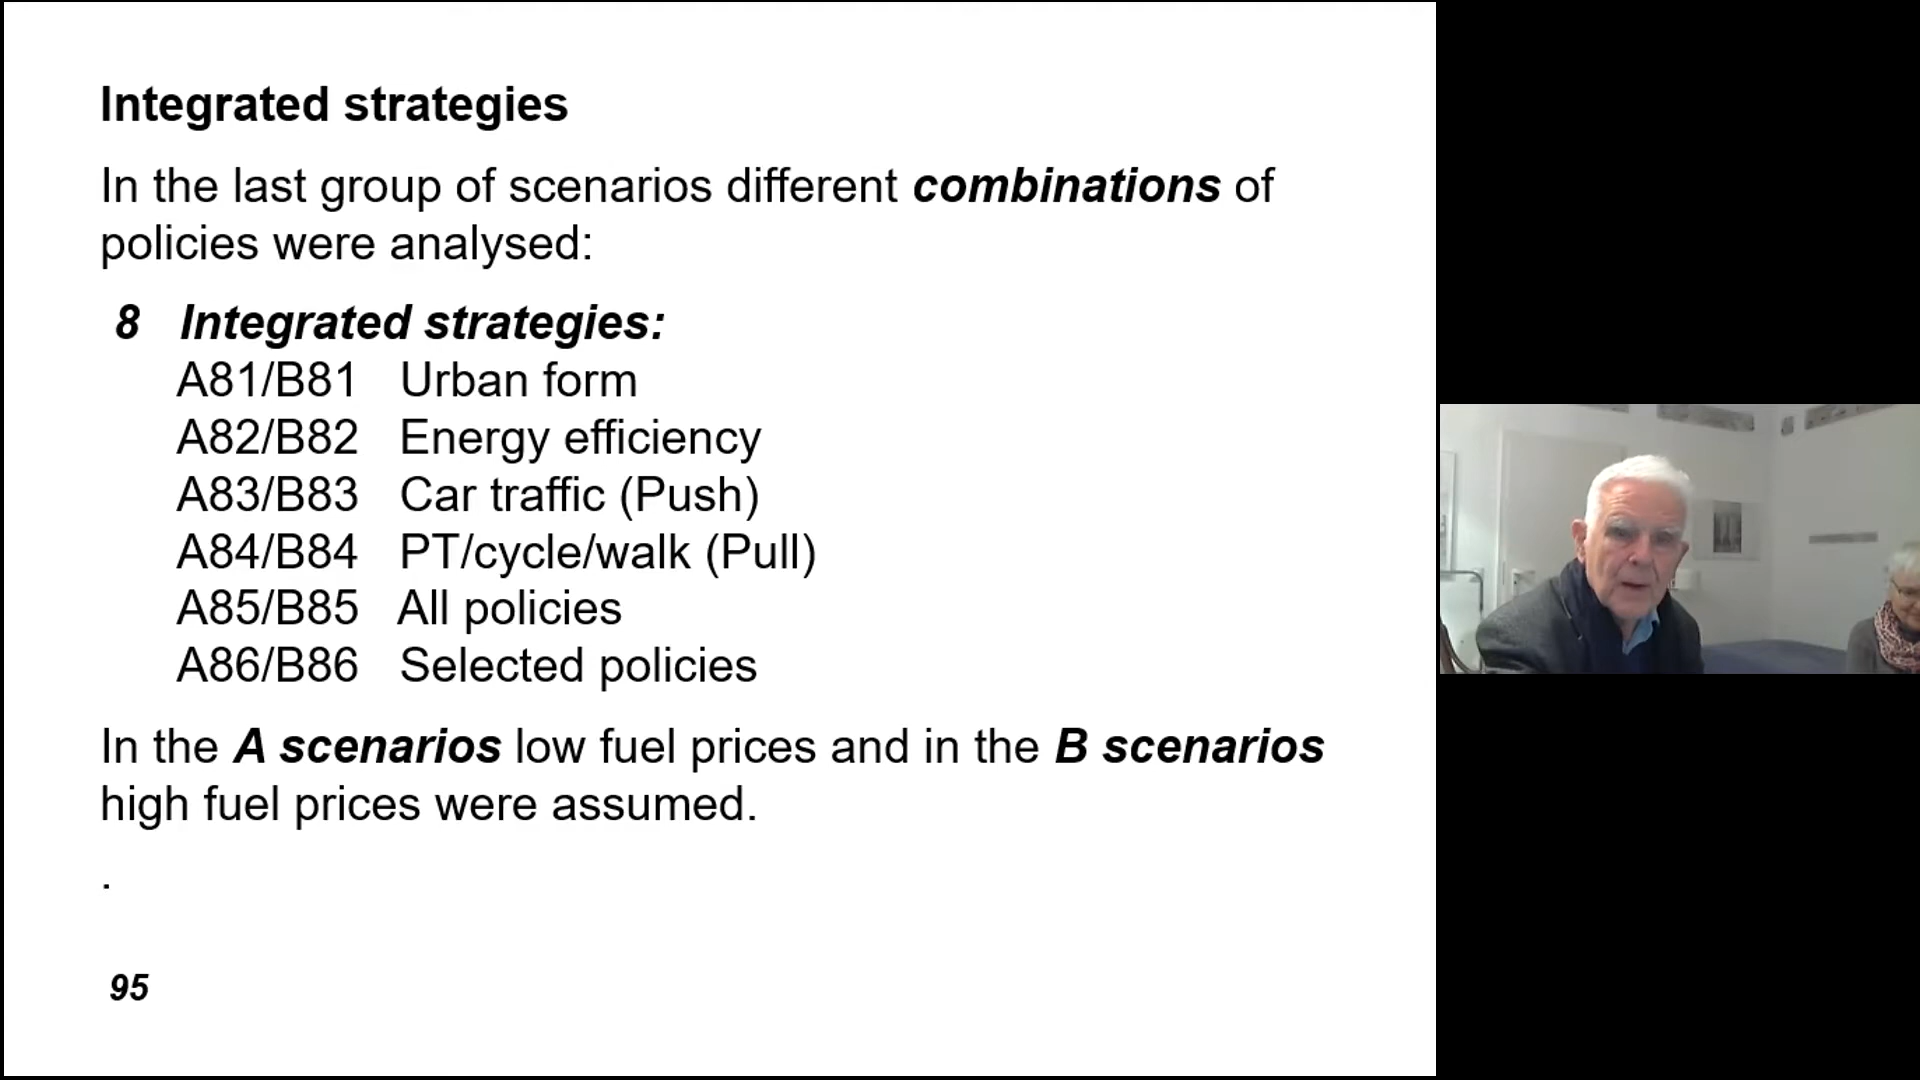 Integrated strategies
In the last group of scenarios different combinations of
policies were analysed:
8 Integrated strategies:
A81/B81 Urban form
A82/B82 Energy efficiency
A83/B83 Car traffic (Push)
A84/B84 PT/cycle/walk (Pull)
A85/B85 All policies
A86/B86 Selected policies
In the A scenarios low fuel prices and in the B scenarios
high fuel prices were assumed.
.
95